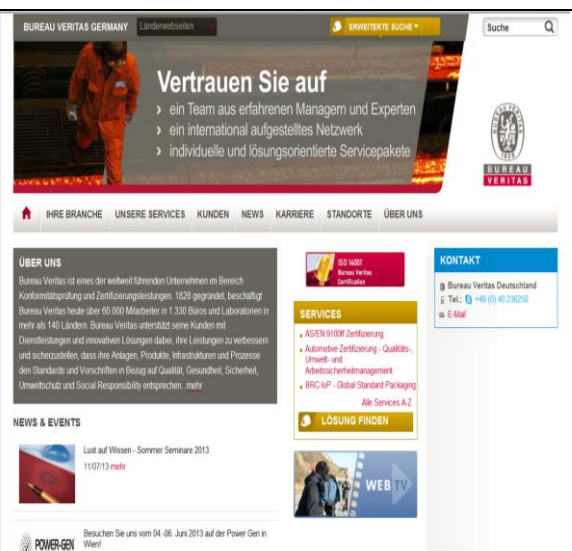 BUREAU VERITAS GERMANY
Länderwebseiten
ERWEITERTE SUCHE
Suche
Vertrauen Sie auf
ein Team aus erfahrenen Managern und Experten
ein international aufgestelltes Netzwerk
individuelle und lösungsorientierte Servicepakete
BUREAU
VERITAS
IHRE BRANCHE UNSERE SERVICES KUNDEN NEWS KARRIERE STANDORTE ÜBER UNS
ÜBER UNS
Bureau Veritas ist eines der weltweit führenden Unternehmen im Bereich
Konformitätsprüfung und Zertifizierungsleistungen. 1828 gegründet, beschäftigt
Bureau Veritas heute über 60 000 Mitarbeiter in 1.330 Büros und Laboratorien in
mehr als 140 Ländern. Bureau Veritas unterstützt seine Kunden mit
Dienstleistungen und innovativen Lösungen dabei, ihre Leistungen zu verbessern
und sicherzustellen, dass ihre Anlagen, Produkte, Infrastrukturen und Prozesse
den Standards und Vorschriften in Bezug auf Qualität, Gesundheit, Sicherheit,
Umweltschutz und Social Responsibility entsprechen. ..mehr
ISO 14001
Bureau Veritas
Certification
SERVICES
AS/EN 9100ff Zertifizierung
Automotive Zertifizierung - Qualitäts-,
Umwelt- und
Arbeitssicherheitmanagement
BRC IoP - Global Standard Packaging
Alle Services A-Z
LÖSUNG FINDEN
WEB TV
KONTAKT
Bureau Veritas Deutschland
Tel.: +49 (0) 40 236250
E-Mail
NEWS & EVENTS
Lust auf Wissen - Sommer Seminare 2013
11/07/13 mehr
POWER-GEN
Besuchen Sie uns vom 04.-06. Juni 2013 auf der Power Gen in
Wien!